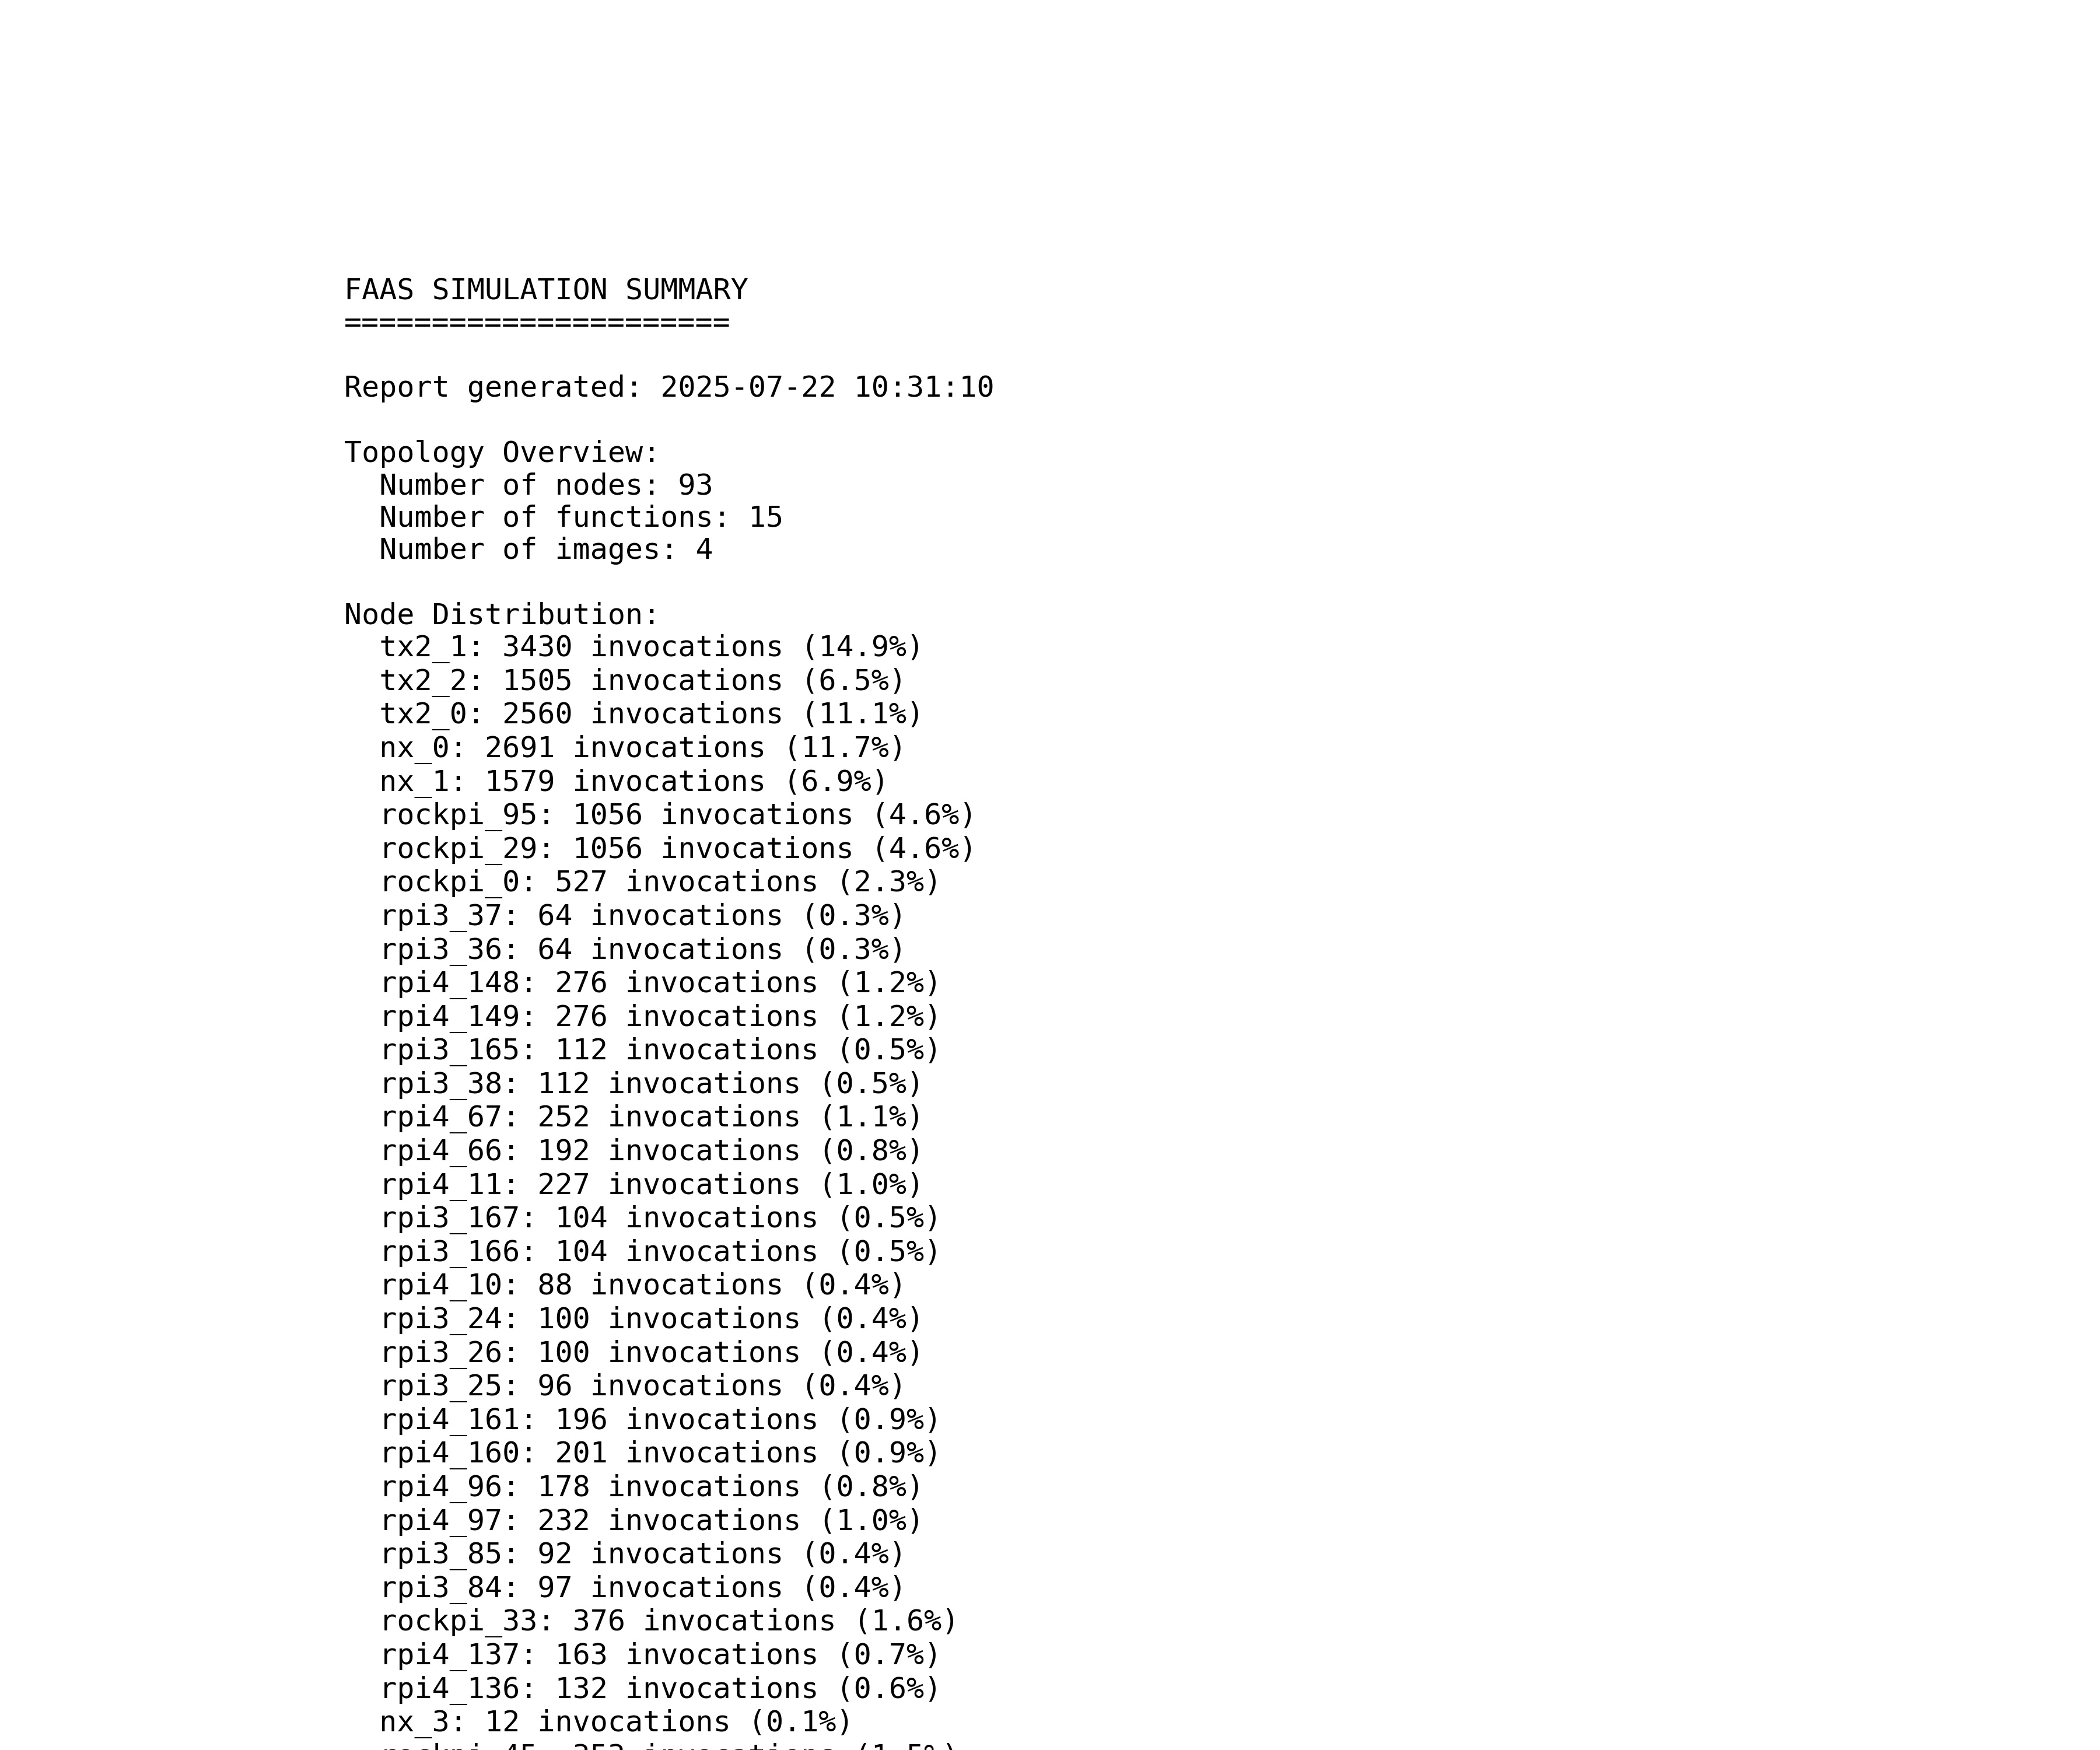 FAAS SIMULATION SUMMARY
======================
Report generated: 2025-07-22 10:31:10
Topology Overview:
Number of nodes: 93
Number of functions: 15
Number of images: 4
Node Distribution:
tx2_1: 3430 invocations (14.9%)
tx2_2: 1505 invocations (6.5%)
tx2_0: 2560 invocations (11.1%)
nx_0: 2691 invocations (11.7%)
nx_1: 1579 invocations (6.9%)
rockpi_95: 1056 invocations (4.6%)
rockpi_29: 1056 invocations (4.6%)
rockpi_0: 527 invocations (2.3%)
rpi3_37: 64 invocations (0.3%)
rpi3_36: 64 invocations (0.3%)
rpi4_148: 276 invocations (1.2%)
rpi4_149: 276 invocations (1.2%)
rpi3_165: 112 invocations (0.5%)
rpi3_38: 112 invocations (0.5%)
rpi4_67: 252 invocations (1.1%)
rpi4_66: 192 invocations (0.8%)
rpi4_11: 227 invocations (1.0%)
rpi3_167: 104 invocations (0.5%)
rpi3_166: 104 invocations (0.5%)
rpi4_10: 88 invocations (0.4%)
rpi3_24: 100 invocations (0.4%)
rpi3_26: 100 invocations (0.4%)
rpi3_25: 96 invocations (0.4%)
rpi4_161: 196 invocations (0.9%)
rpi4_160: 201 invocations (0.9%)
rpi4_96: 178 invocations (0.8%)
rpi4_97: 232 invocations (1.0%)
rpi3_85: 92 invocations (0.4%)
rpi3_84: 97 invocations (0.4%)
rockpi_33: 376 invocations (1.6%)
rpi4_137: 163 invocations (0.7%)
rpi4_136: 132 invocations (0.6%)
nx_3: 12 invocations (0.1%)
invocations